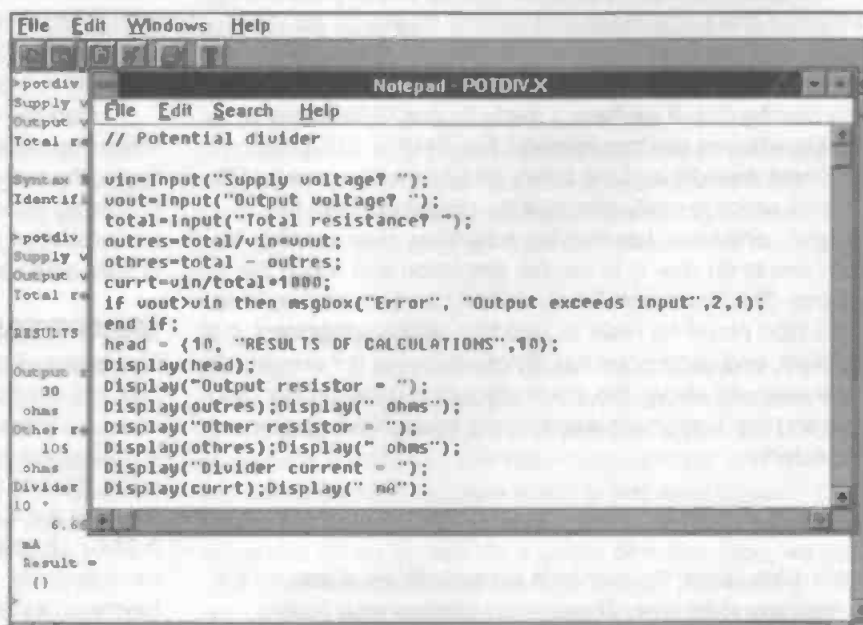 File Edit Windows Help
Notepad - POTDIV.X
File Edit Search Help
>potdiv
Supply v
Output v
Total re
Syntax
Identif
>potdiv
Supply v
Output
Total re
RESULTS
Output
30
ohms
Other re
105
ohms
Divider
10 *
6.66
mA
Result =
{}
>
// Potential divider
vin=Input("Supply voltage? ");
vout=Input("Output voltage? ");
total=Input("Total resistance? ");
outres=total/vin*vout;
othres=total - outres;
currt=vin/total*1000;
if vout>vin then msgbox("Error", "Output exceeds input",2,1);
end if;
head = {10, "RESULTS OF CALCULATIONS",10};
Display(head);
Display("Output resistor = ");
Display(outres);Display(" ohms");
Display("Other resistor = ");
Display(othres);Display(" ohms");
Display("Divider current = ");
Display(currt);Display(" mA");